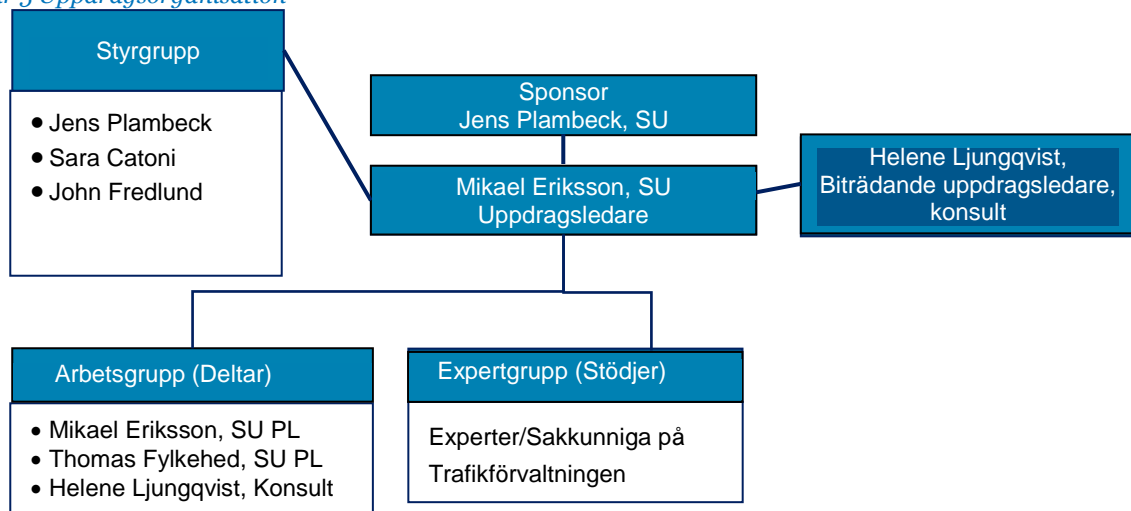 Uppdragsorganisation
Styrgrupp
• Jens Plambeck
• Sara Catoni
• John Fredlund
Sponsor
Jens Plambeck, SU
Mikael Eriksson, SU
Uppdragsledare
Helene Ljungqvist,
Biträdande uppdragsledare,
konsult
Arbetsgrupp (Deltar)
• Mikael Eriksson, SU PL
• Thomas Fylkehed, SU PL
• Helene Ljungqvist, Konsult
Expertgrupp (Stödjer)
Experter/Sakkunniga på
Trafikförvaltningen